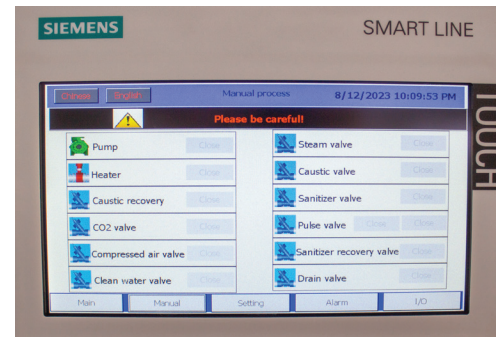 SIEMENS
SMART LINE
TOUCH
Chinese English Manual process 8/12/2023 10:09:53 PM
Please be careful!
Pump Close
Heater Close
Caustic recovery Close
CO2 valve Close
Compressed air valve Close
Clean water valve Close
Steam valve Close
Caustic valve Close
Sanitizer valve Close
Pulse valve Close Close
Sanitizer recovery valve Close
Drain valve Close
Main Manual Setting Alarm I/O